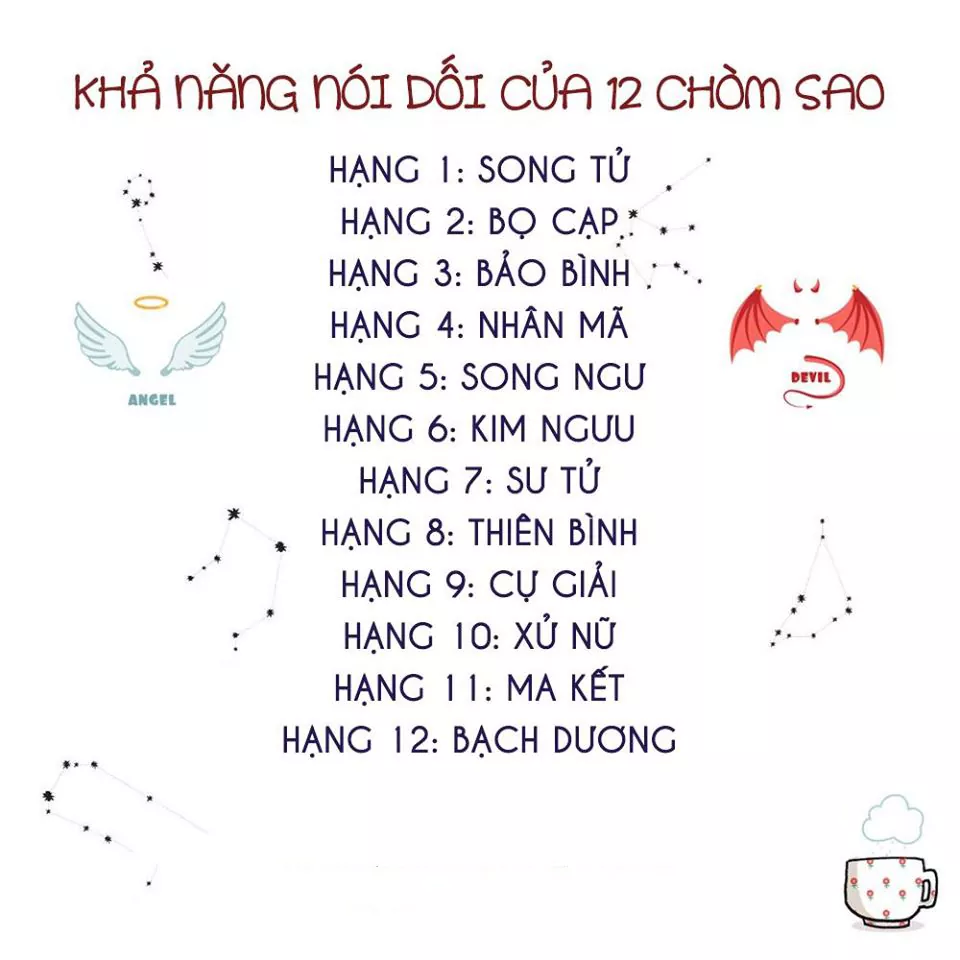 KHẢ NĂNG NÓI DỐI CỦA 12 CHÒM SAO
HẠNG 1: SONG TỬ
HẠNG 2: BỌ CẠP
HẠNG 3: BẢO BÌNH
HẠNG 4: NHÂN MÃ
HẠNG 5: SONG NGƯ
HẠNG 6: KIM NGƯU
HẠNG 7: SƯ TỬ
HẠNG 8: THIÊN BÌNH
HẠNG 9: CỰ GIẢI
HẠNG 10: XỬ NỮ
HẠNG 11: MA KẾT
HẠNG 12: BẠCH DƯƠNG
ANGEL
DEVIL